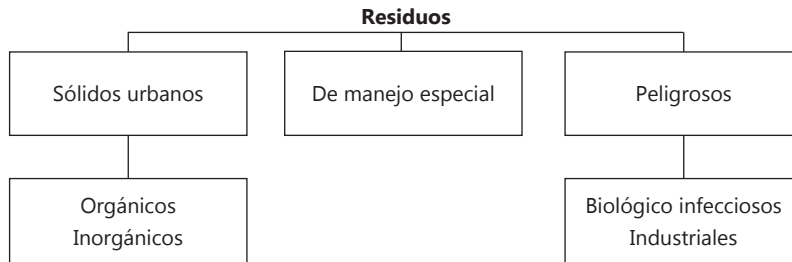 Residuos
Sólidos urbanos
De manejo especial
Peligrosos
Orgánicos
Inorgánicos
Biológico infecciosos
Industriales